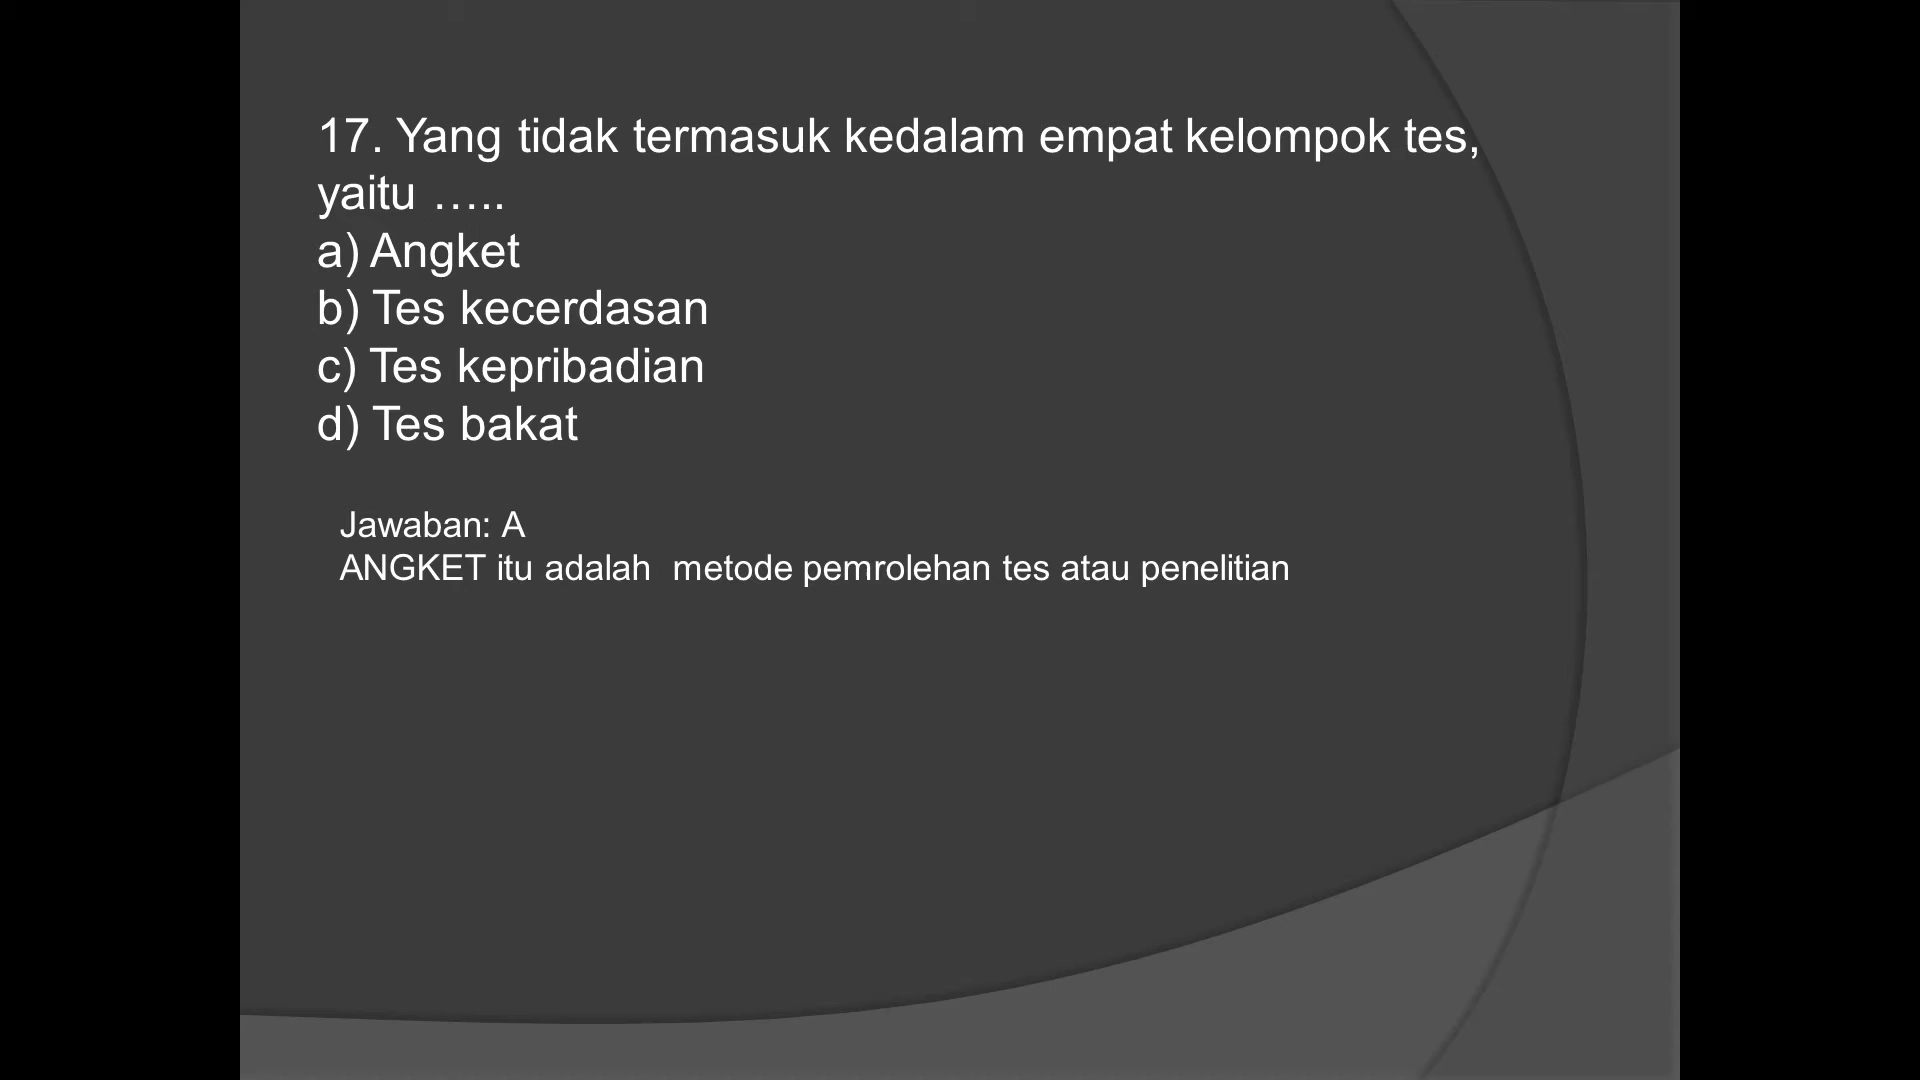 17. Yang tidak termasuk kedalam empat kelompok tes,
yaitu …..
a) Angket
b) Tes kecerdasan
c) Tes kepribadian
d) Tes bakat
Jawaban: A
ANGKET itu adalah  metode pemrolehan tes atau penelitian